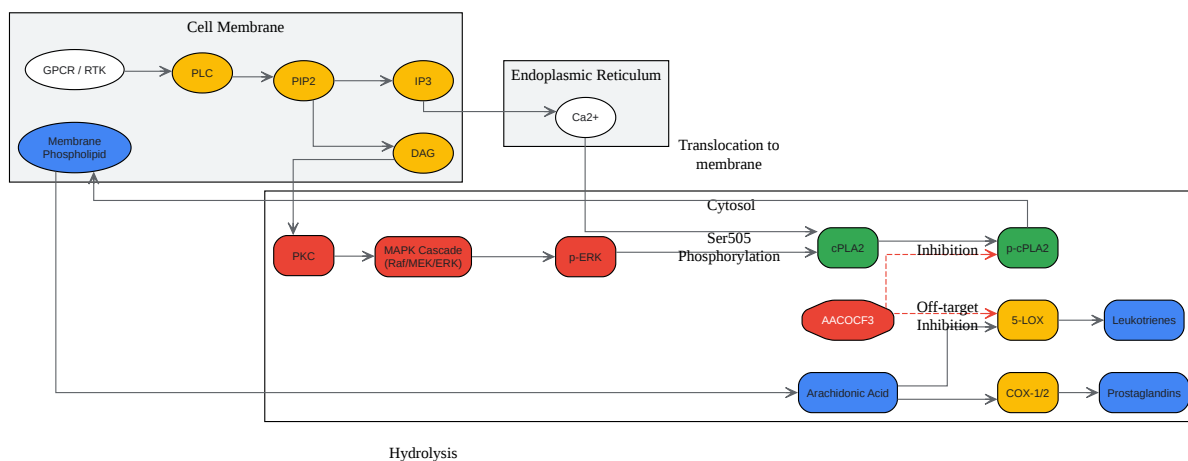 Cell Membrane
GPCR / RTK
PLC
PIP2
IP3
Endoplasmic Reticulum
Ca2+
Membrane
Phospholipid
DAG
Translocation to
membrane
Cytosol
PKC
MAPK Cascade
(Raf/MEK/ERK)
p-ERK
Ser505
Phosphorylation
cPLA2
Inhibition
p-cPLA2
AACOCF3
Off-target
Inhibition
5-LOX
Leukotrienes
Arachidonic Acid
COX-1/2
Prostaglandins
Hydrolysis